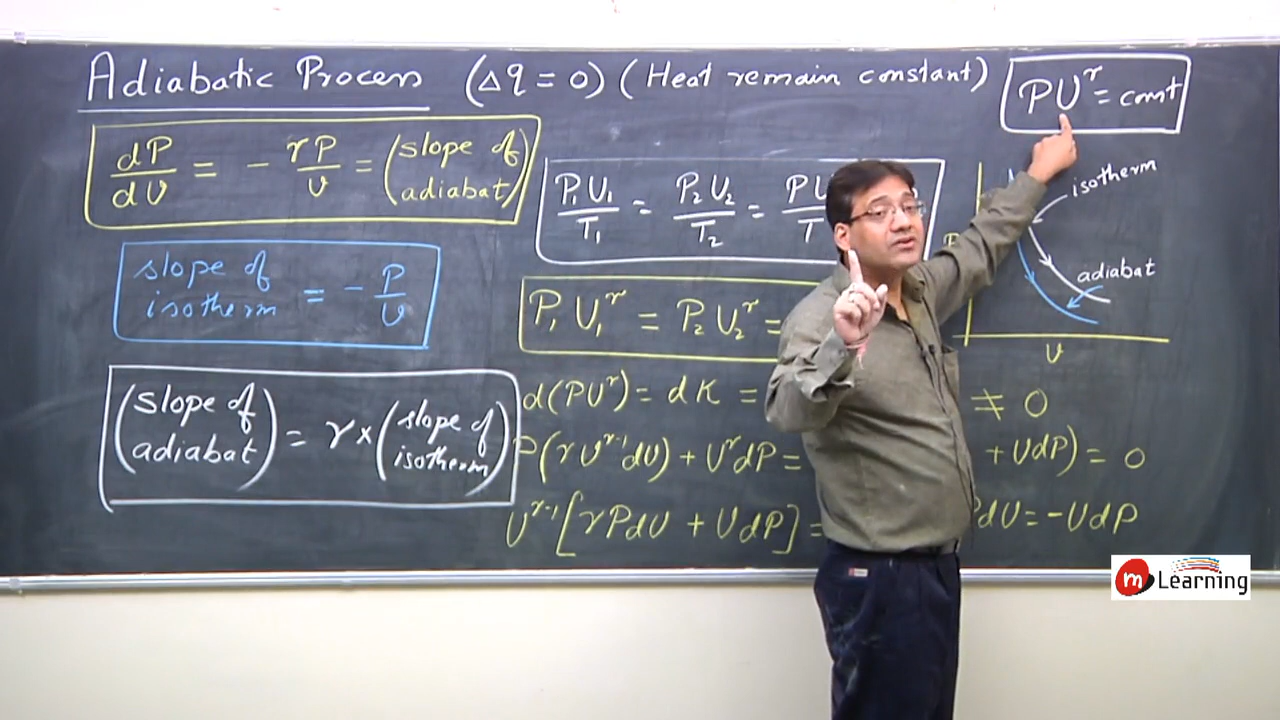 Adiabatic Process (Δq = 0) (Heat remain constant)
PV^γ = const
dP/dv = - γP/v = (slope of adiabat)
slope of isotherm = - P/v
(slope of adiabat) = γ × (slope of isotherm)
P₁V₁/T₁ = P₂V₂/T₂ = PV/T
P₁V₁^γ = P₂V₂^γ =
d(PV^γ) = dK = ≠ 0
P(γV^γ-1 dV) + V^γ dP = + VdP) = 0
V^γ-1 [γPdV + VdP] = PdV = -VdP
isotherm
adiabat
v
m Learning